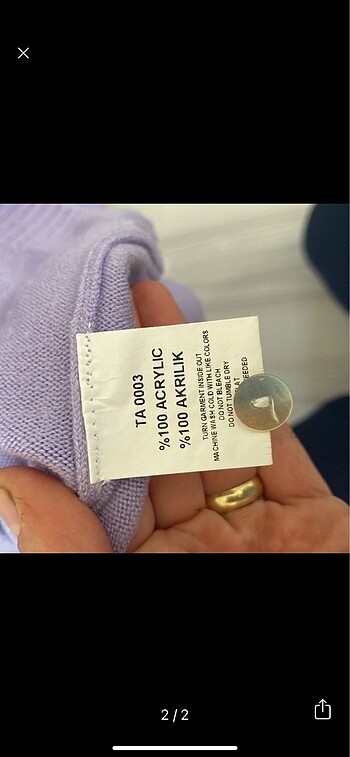 TA 0003
%100 ACRYLIC
%100 AKRILIK
TURN GARMENT INSIDE OUT
MACHINE WASH COLD WITH LIKE COLORS
DO NOT BLEACH
DO NOT TUMBLE DRY
2/2